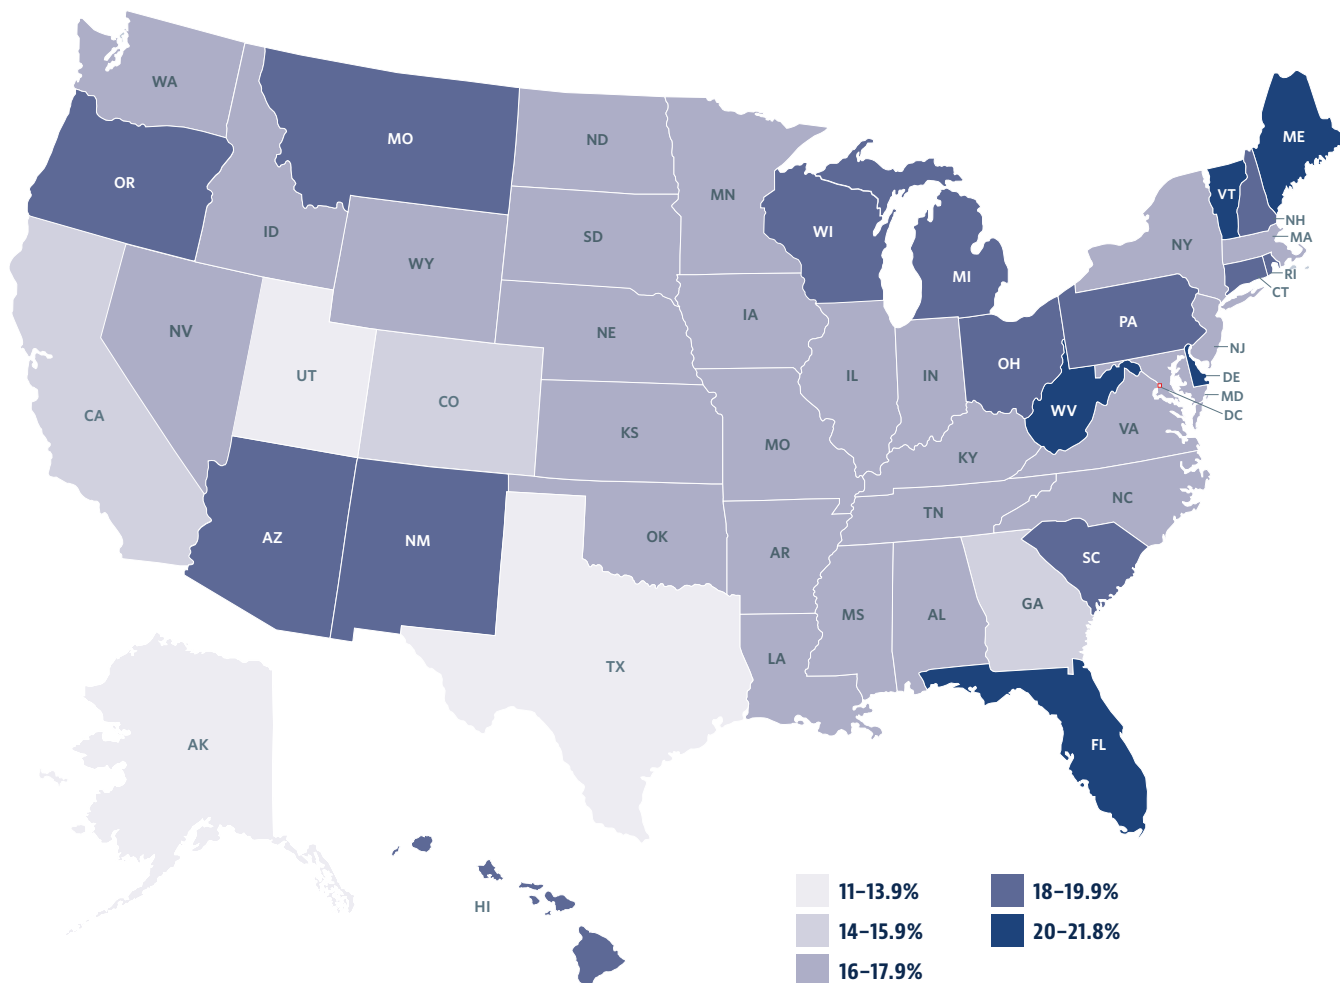 WA
MO
ND
MN
ME
OR
VT
WI
NH
ID
SD
NY
MA
WY
MI
RI
CT
IA
PA
NV
NE
NJ
UT
IL
IN
OH
DE
MD
DC
CA
CO
WV
KS
VA
MO
KY
NC
TN
AZ
NM
OK
AR
SC
GA
MS
AL
LA
TX
AK
FL
HI
11–13.9%
14–15.9%
16–17.9%
18–19.9%
20–21.8%